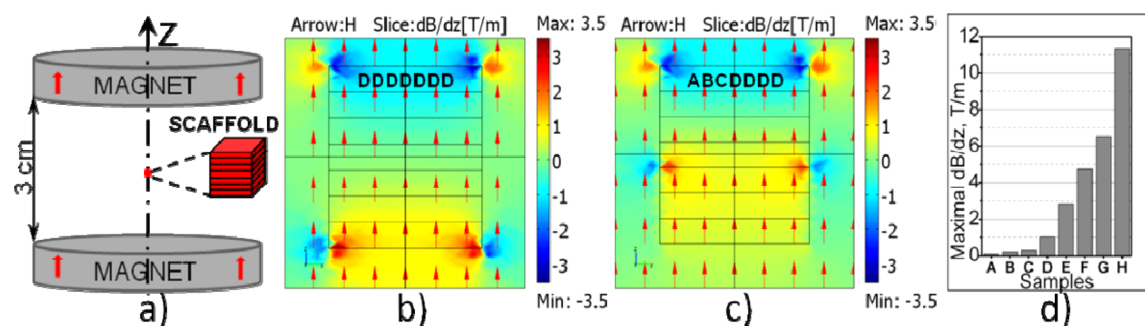 Z
MAGNET
SCAFFOLD
3 cm
MAGNET
a)
Arrow:H Slice:dB/dz[T/m]
Max: 3.5
DDDDDDD
3
2
1
0
-1
-2
-3
Min: -3.5
b)
Arrow:H Slice:dB/dz[T/m]
Max: 3.5
ABCDDDD
3
2
1
0
-1
-2
-3
Min: -3.5
c)
Maximal dB/dz, T/m
12
10
8
6
4
2
0
A B C D E F G H
Samples
d)